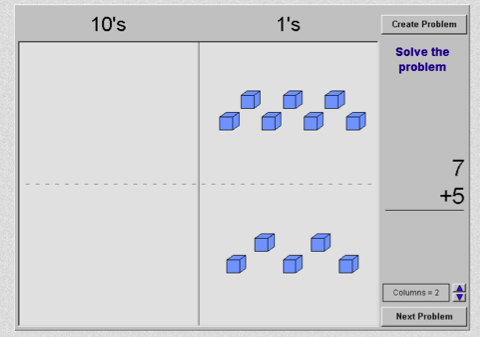 10's 1's
Create Problem
Solve the
problem
7
+5
Columns = 2
Next Problem